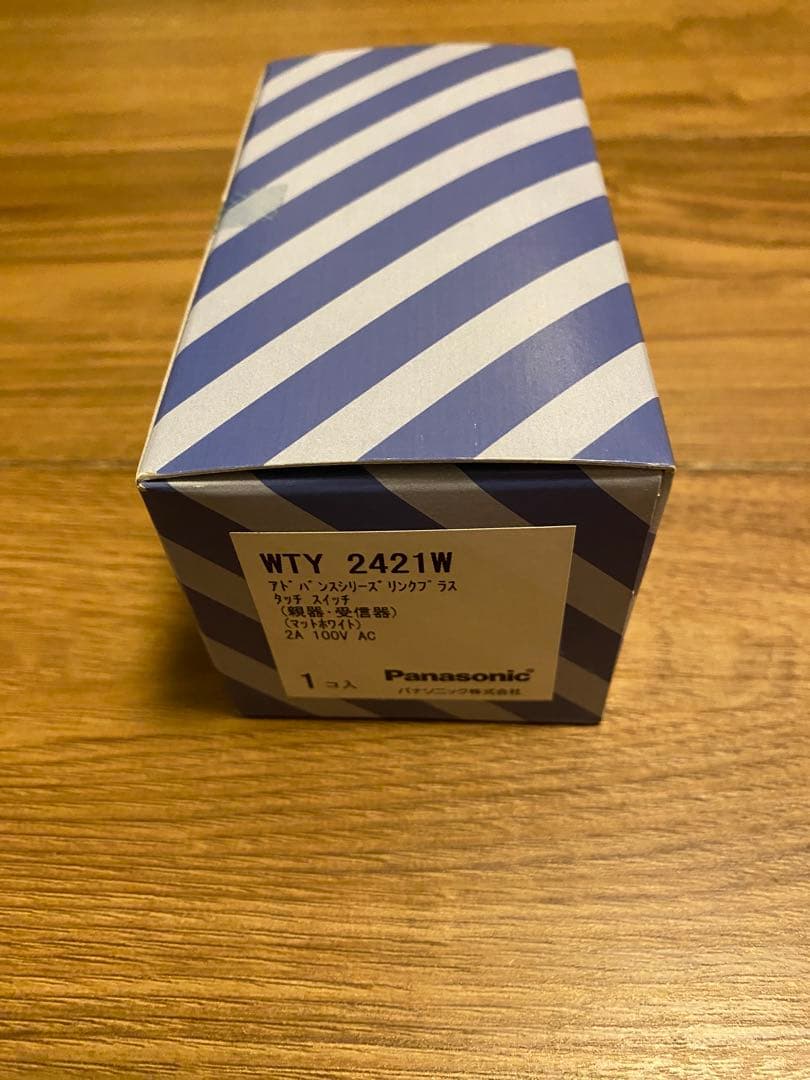 WTY 2421W
アドバンスシリーズリンクプラス
タッチ スイッチ
(親器・受信器)
(マットホワイト)
2A 100V AC
1 コ入
Panasonic®
パナソニック株式会社